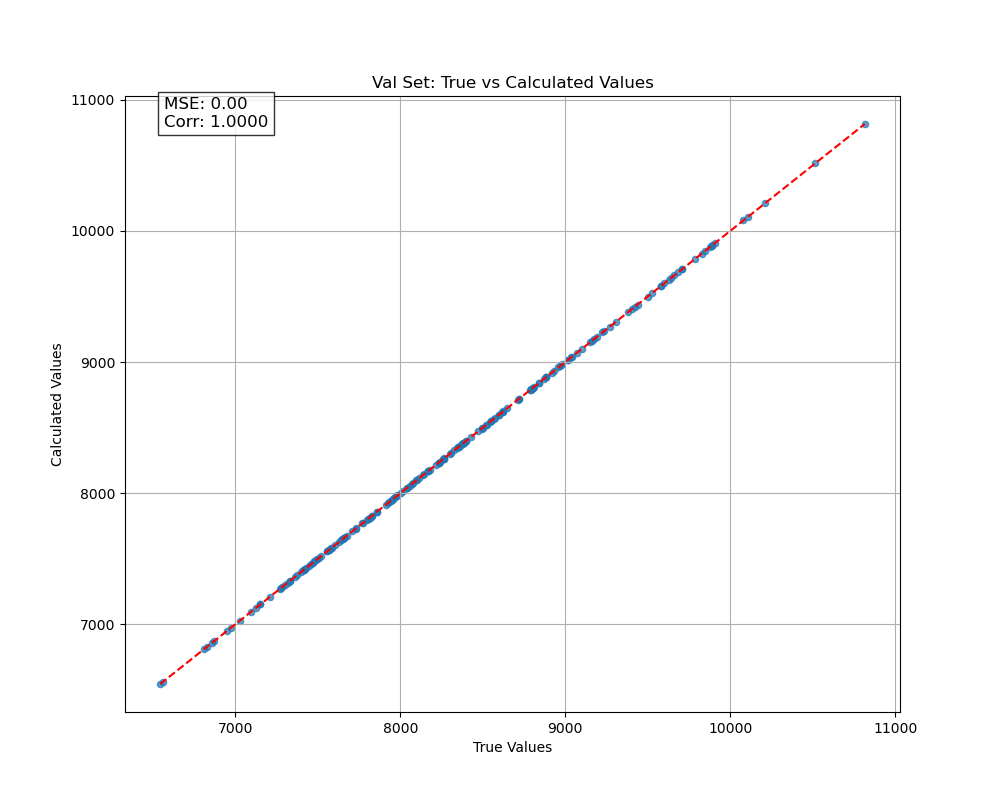 Val Set: True vs Calculated Values
MSE: 0.00
Corr: 1.0000
11000
10000
9000
8000
7000
Calculated Values
7000
8000
9000
10000
11000
True Values